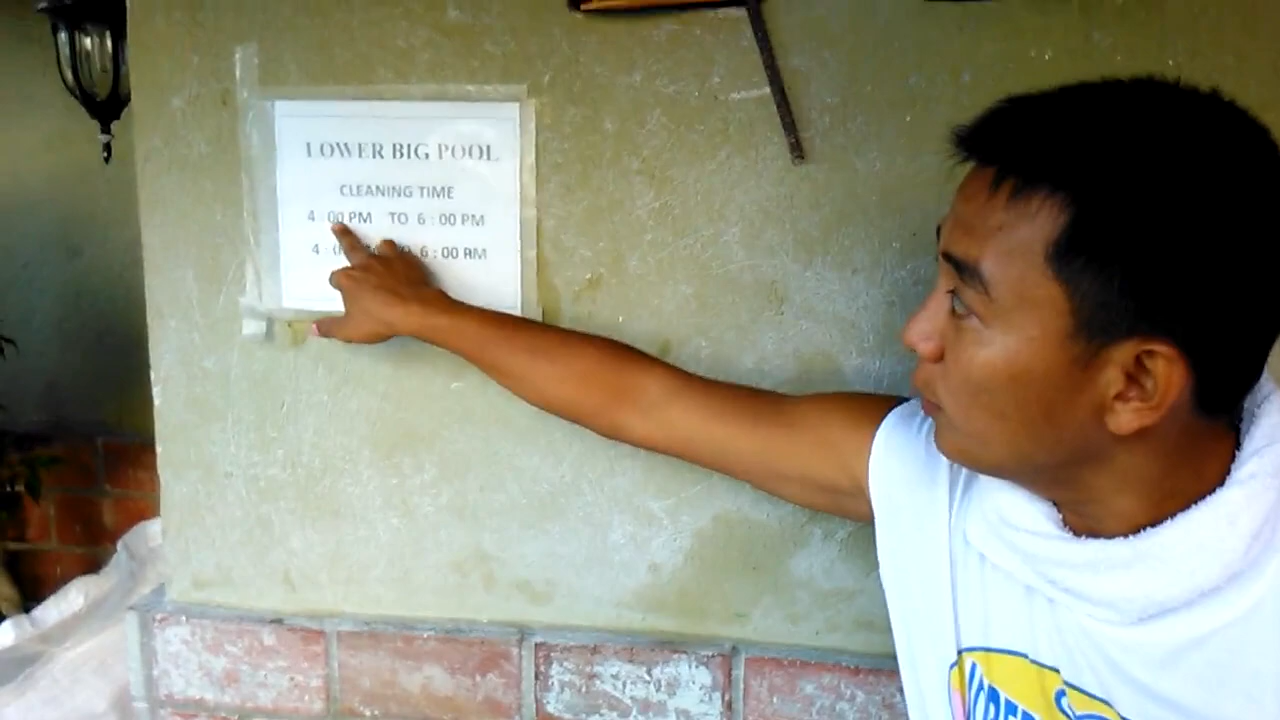 LOWER BIG POOL
CLEANING TIME
4 : 00 PM TO 6 : 00 PM
4 : 6 : 00 AM